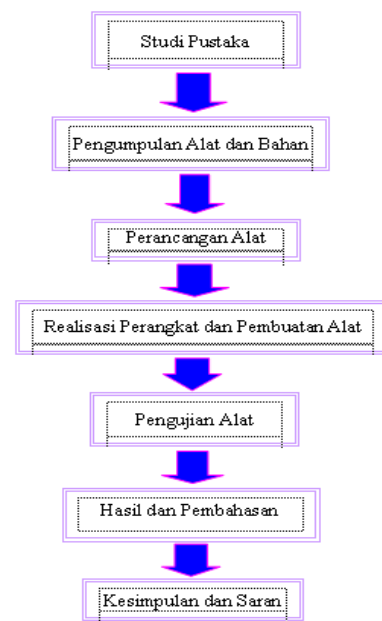 Studi Pustaka
Pengumpulan Alat dan Bahan
Perancangan Alat
Realisasi Perangkat dan Pembuatan Alat
Pengujian Alat
Hasil dan Pembahasan
Kesimpulan dan Saran